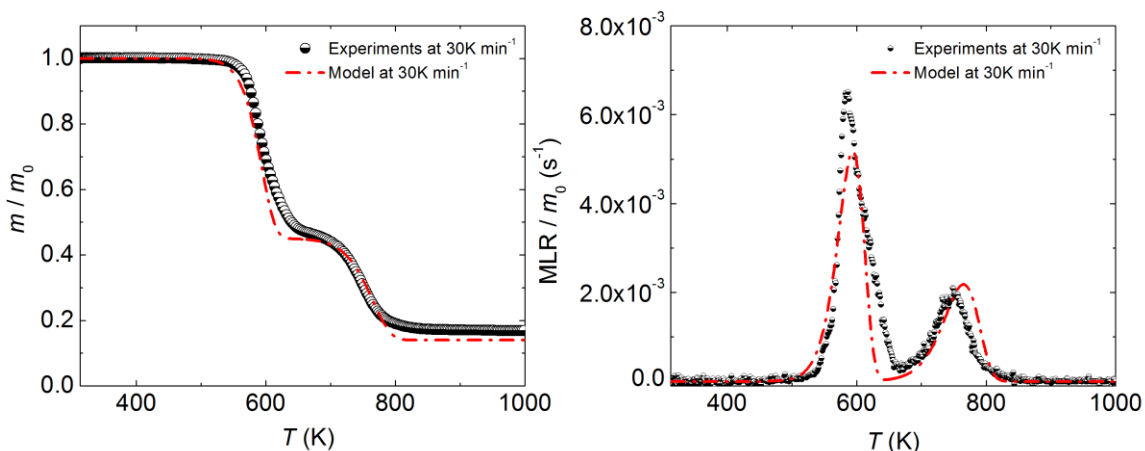 1.0
0.8
0.6
0.4
0.2
0.0
m / m₀
400
600
800
1000
T (K)
Experiments at 30K min⁻¹
Model at 30K min⁻¹
8.0x10⁻³
6.0x10⁻³
4.0x10⁻³
2.0x10⁻³
0.0
MLR / m₀ (s⁻¹)
400
600
800
1000
T (K)
Experiments at 30K min⁻¹
Model at 30K min⁻¹